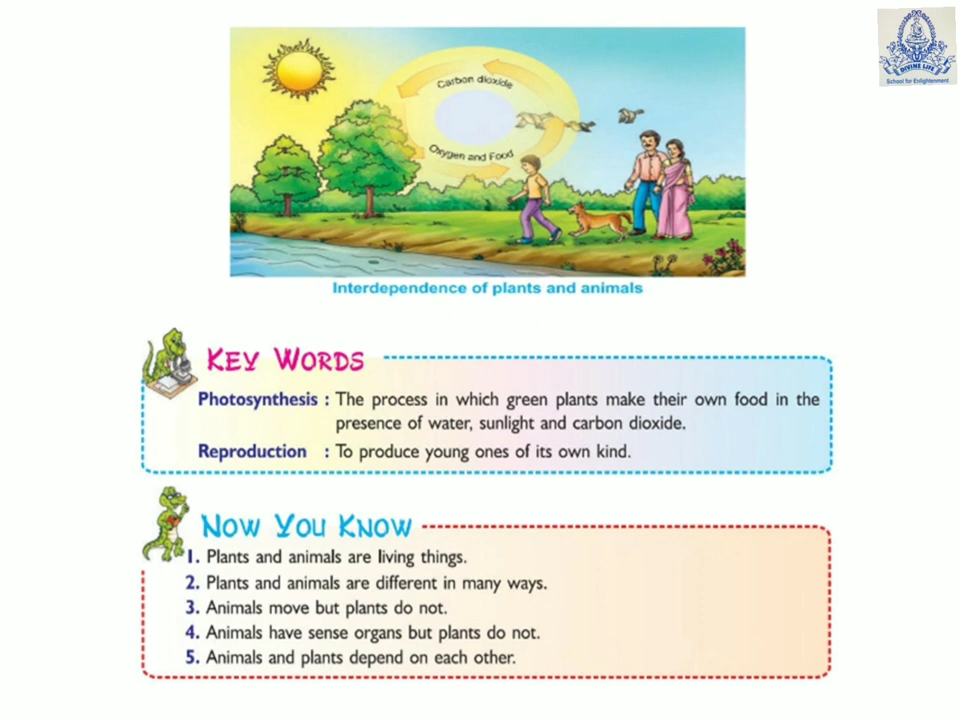 DIVINE LIFE
School for Enlightenment
Carbon dioxide
Oxygen and Food
Interdependence of plants and animals
KEY WORDS
Photosynthesis : The process in which green plants make their own food in the
presence of water, sunlight and carbon dioxide.
Reproduction : To produce young ones of its own kind.
NOW YOU KNOW
1. Plants and animals are living things.
2. Plants and animals are different in many ways.
3. Animals move but plants do not.
4. Animals have sense organs but plants do not.
5. Animals and plants depend on each other.